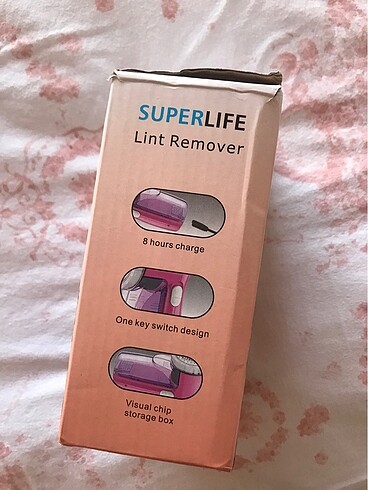 SUPERLIFE
Lint Remover
8 hours charge
One key switch design
Visual chip
storage box